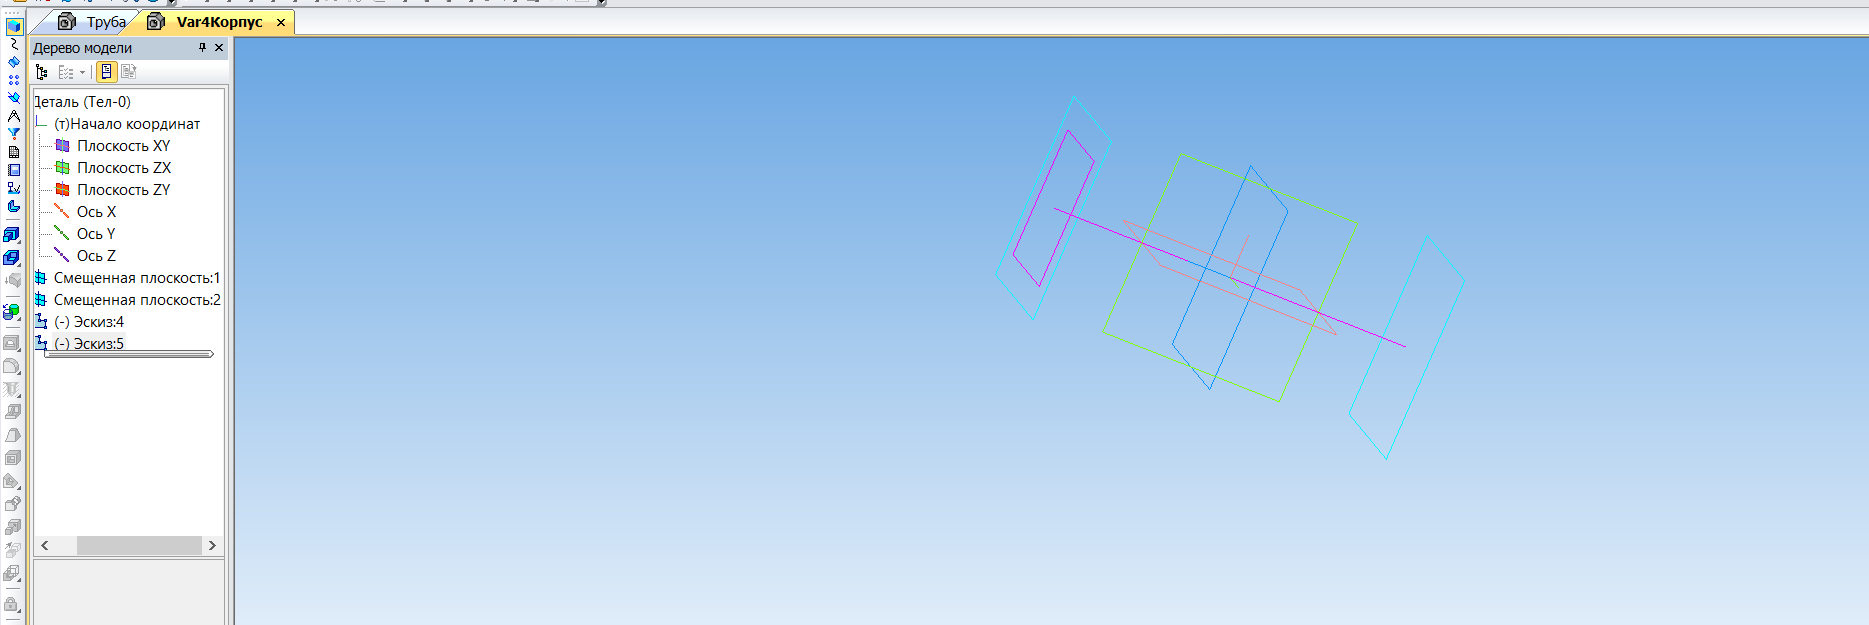 Труба Var4Корпус
Дерево модели
Деталь (Тел-0)
(т)Начало координат
Плоскость XY
Плоскость ZX
Плоскость ZY
Ось X
Ось Y
Ось Z
Смещенная плоскость:1
Смещенная плоскость:2
(-) Эскиз:4
(-) Эскиз:5